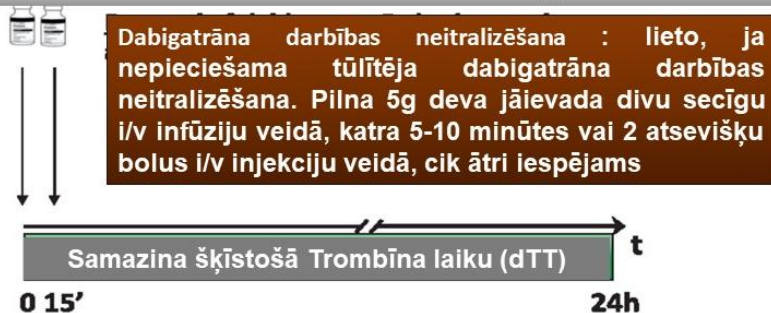 Dabigatrāna darbības neitralizēšana : lieto, ja
nepieciešama tūlītēja dabigatrāna darbības
neitralizēšana. Pilna 5g deva jāievada divu secīgu
i/v infūziju veidā, katra 5-10 minūtes vai 2 atsevišķu
bolus i/v injekciju veidā, cik ātri iespējams
t
Samazina šķīstošā Trombīna laiku (dTT)
0 15’ 24h